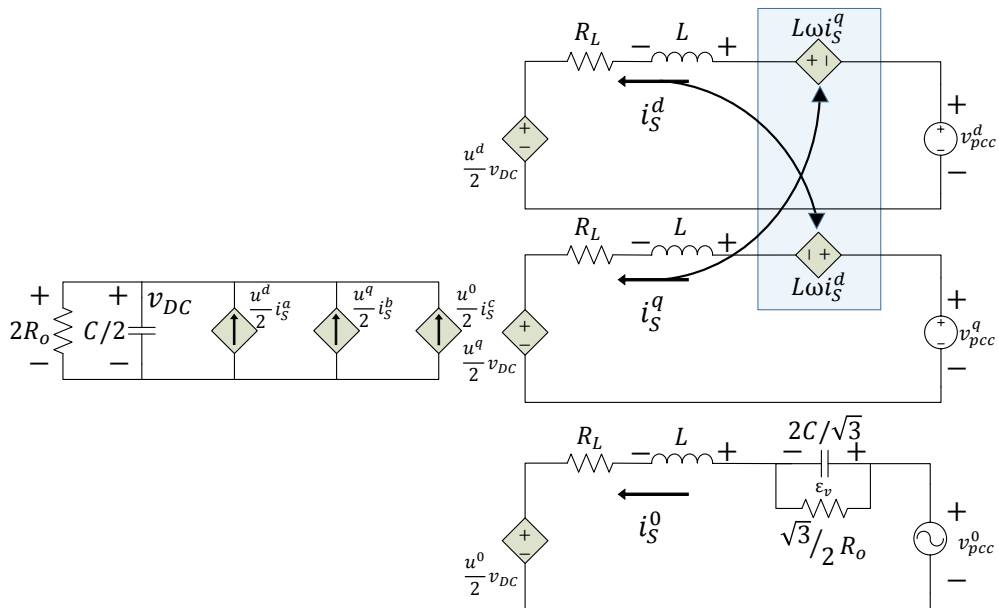 R_L − L + Lωi_S^q
+ −
i_S^d
u^d/2 v_DC
+ −
+ v_pcc^d −
+ −
R_L − L +
− +
Lωi_S^d
i_S^q
u^q/2 v_DC
+ −
+ v_pcc^q −
+ −
+ 2R_o −
+ C/2 −
v_DC
u^d/2 i_S^a
u^q/2 i_S^b
u^0/2 i_S^c
2C/√3
R_L − L + − +
ε_v
√3/2 R_o
i_S^0
u^0/2 v_DC
+ −
+ v_pcc^0 −